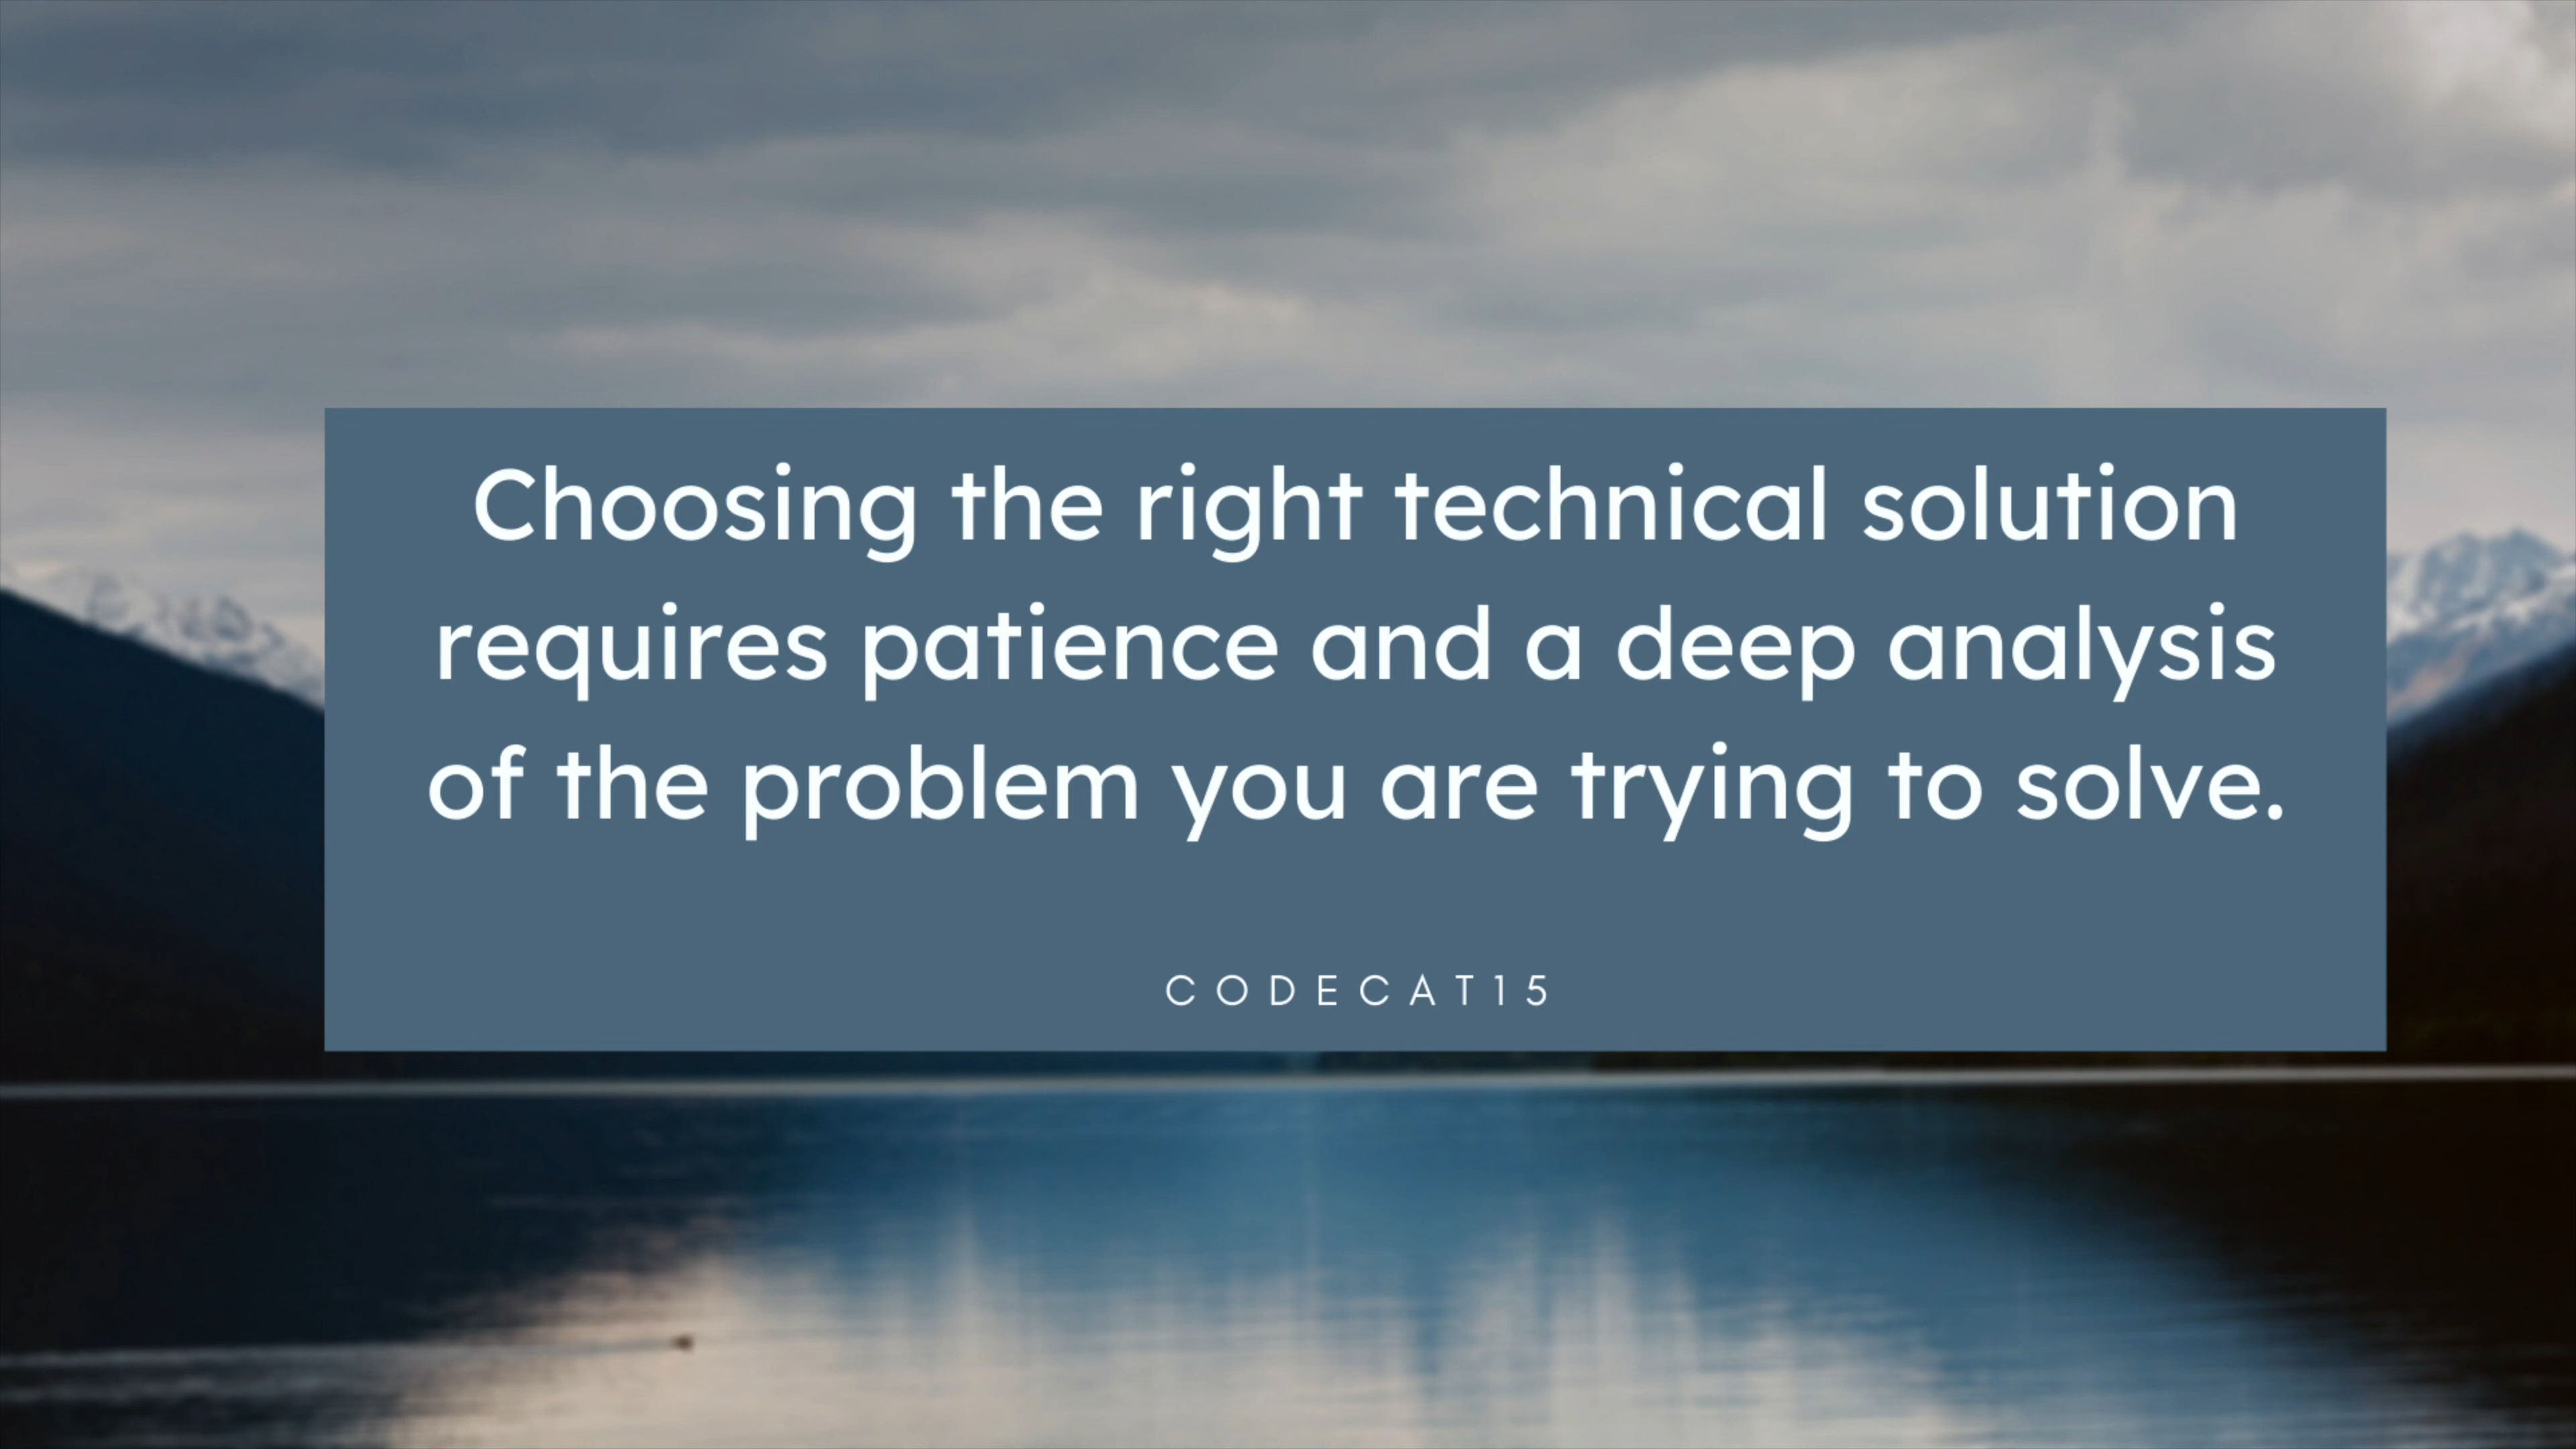 Choosing the right technical solution
requires patience and a deep analysis
of the problem you are trying to solve.
CODECAT15